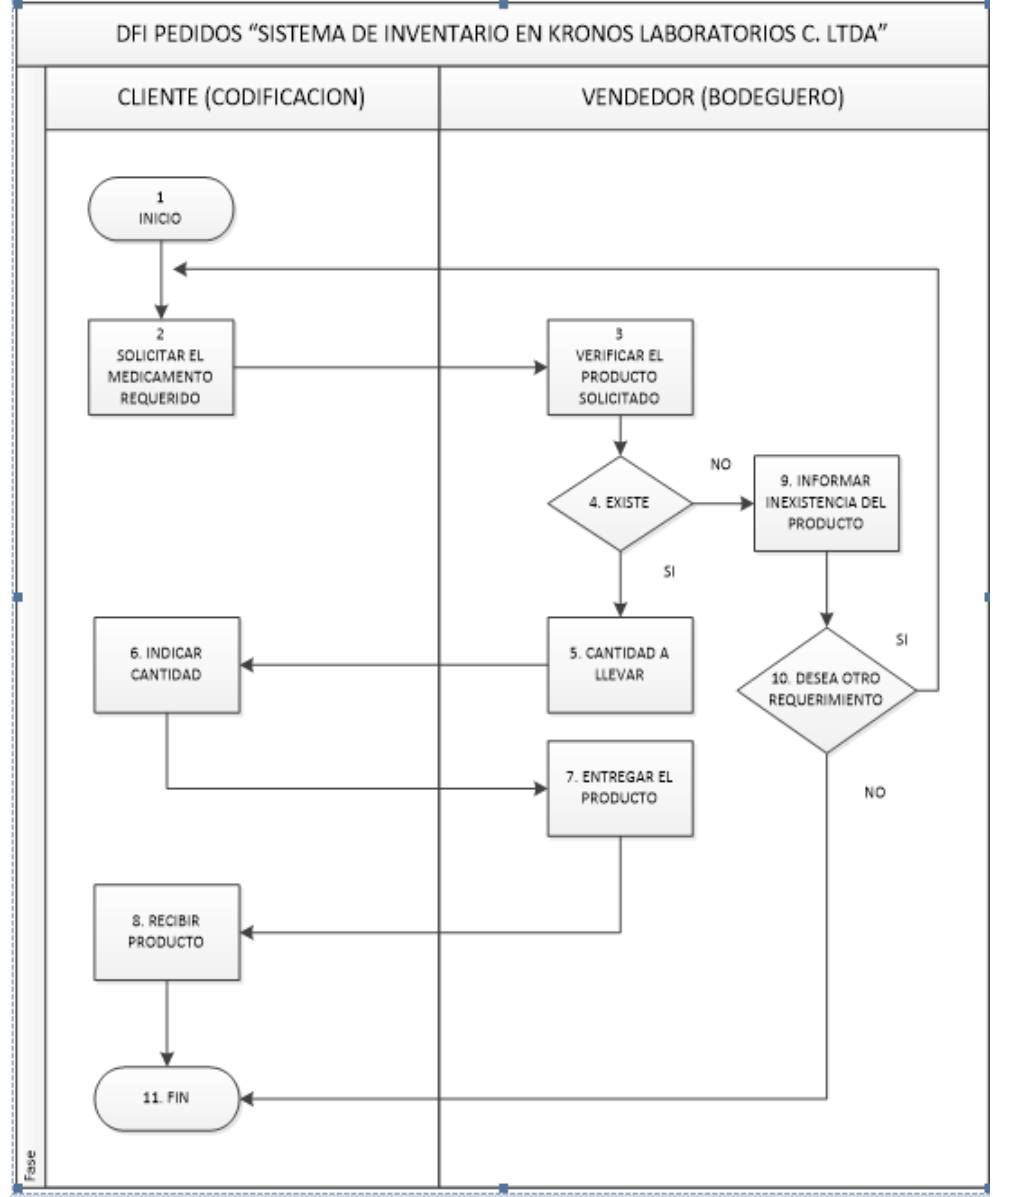 DFI PEDIDOS “SISTEMA DE INVENTARIO EN KRONOS LABORATORIOS C. LTDA”
CLIENTE (CODIFICACION)
VENDEDOR (BODEGUERO)
1
INICIO
2
SOLICITAR EL
MEDICAMENTO
REQUERIDO
3
VERIFICAR EL
PRODUCTO
SOLICITADO
4. EXISTE
NO
9. INFORMAR
INEXISTENCIA DEL
PRODUCTO
SI
5. CANTIDAD A
LLEVAR
6. INDICAR
CANTIDAD
SI
10. DESEA OTRO
REQUERIMIENTO
7. ENTREGAR EL
PRODUCTO
NO
8. RECIBIR
PRODUCTO
11. FIN
Fase